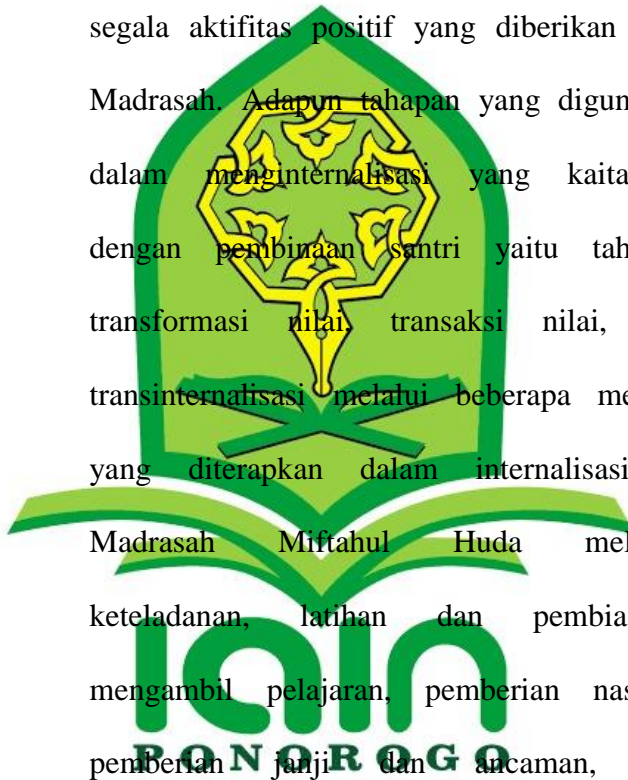 segala aktifitas positif yang diberikan
Madrasah. Adapun tahapan yang digun
dalam menginternalisasi yang kaita
dengan pembinaan santri yaitu tah
transformasi nilai, transaksi nilai,
transinternalisasi melalui beberapa me
yang diterapkan dalam internalisasi
Madrasah Miftahul Huda mel
keteladanan, latihan dan pembia
mengambil pelajaran, pemberian nas
pemberian janji dan ancaman,
iain
PONOROGO